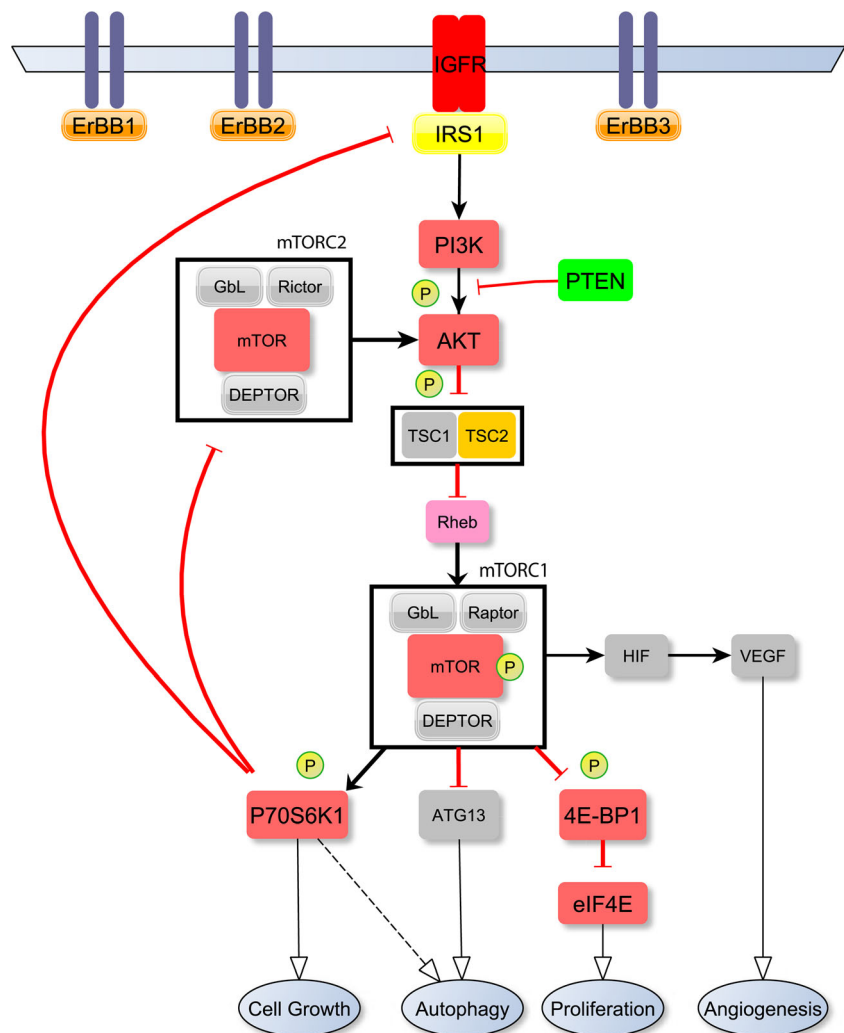 IGFR
ErBB1
ErBB2
IRS1
ErBB3
mTORC2
PI3K
GbL
Rictor
P
PTEN
mTOR
AKT
DEPTOR
P
TSC1
TSC2
Rheb
mTORC1
GbL
Raptor
mTOR
P
HIF
VEGF
DEPTOR
P
P
P70S6K1
ATG13
4E-BP1
eIF4E
Cell Growth
Autophagy
Proliferation
Angiogenesis